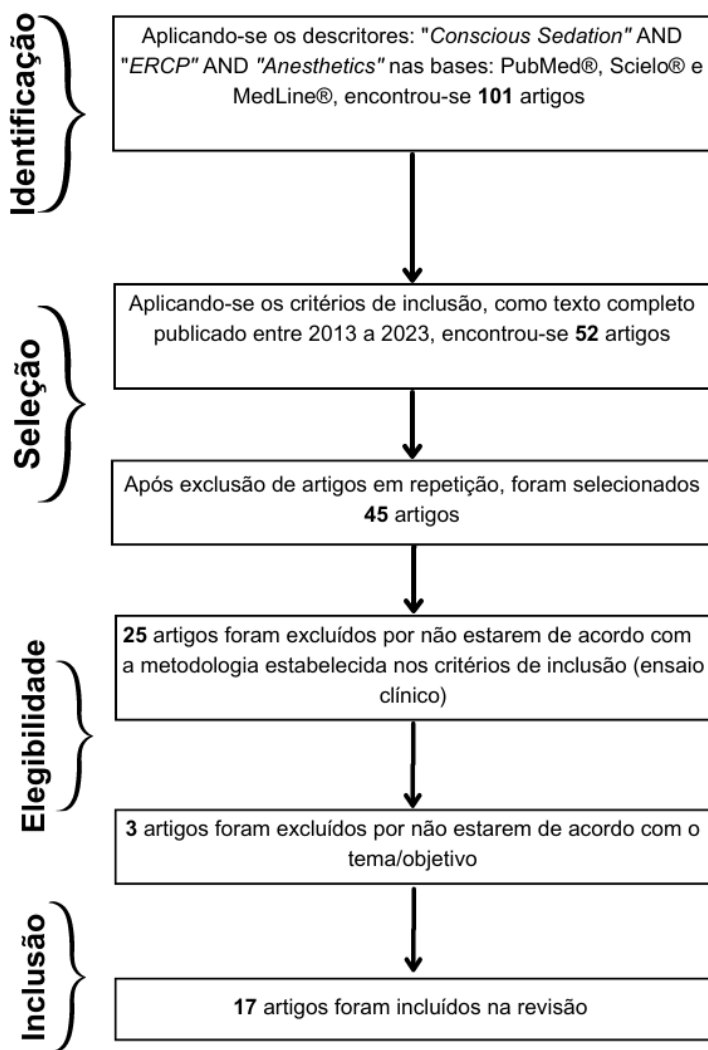 Identificação
Aplicando-se os descritores: "Conscious Sedation" AND
"ERCP" AND "Anesthetics" nas bases: PubMed®, Scielo® e
MedLine®, encontrou-se 101 artigos
Seleção
Aplicando-se os critérios de inclusão, como texto completo
publicado entre 2013 a 2023, encontrou-se 52 artigos
Após exclusão de artigos em repetição, foram selecionados
45 artigos
Elegibilidade
25 artigos foram excluídos por não estarem de acordo com
a metodologia estabelecida nos critérios de inclusão (ensaio
clínico)
3 artigos foram excluídos por não estarem de acordo com o
tema/objetivo
Inclusão
17 artigos foram incluídos na revisão